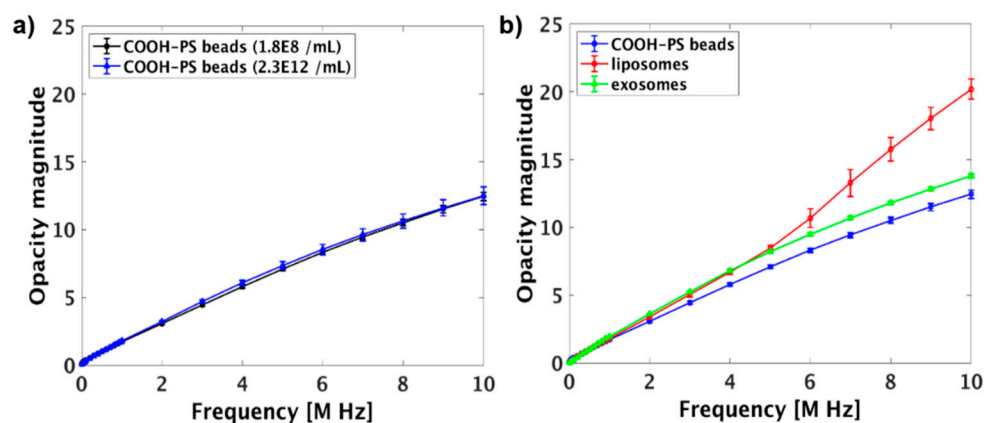 a)
COOH-PS beads (1.8E8 /mL)
COOH-PS beads (2.3E12 /mL)
Opacity magnitude
25
20
15
10
5
0
0 2 4 6 8 10
Frequency [M Hz]
b)
COOH-PS beads
liposomes
exosomes
Opacity magnitude
25
20
15
10
5
0
0 2 4 6 8 10
Frequency [M Hz]